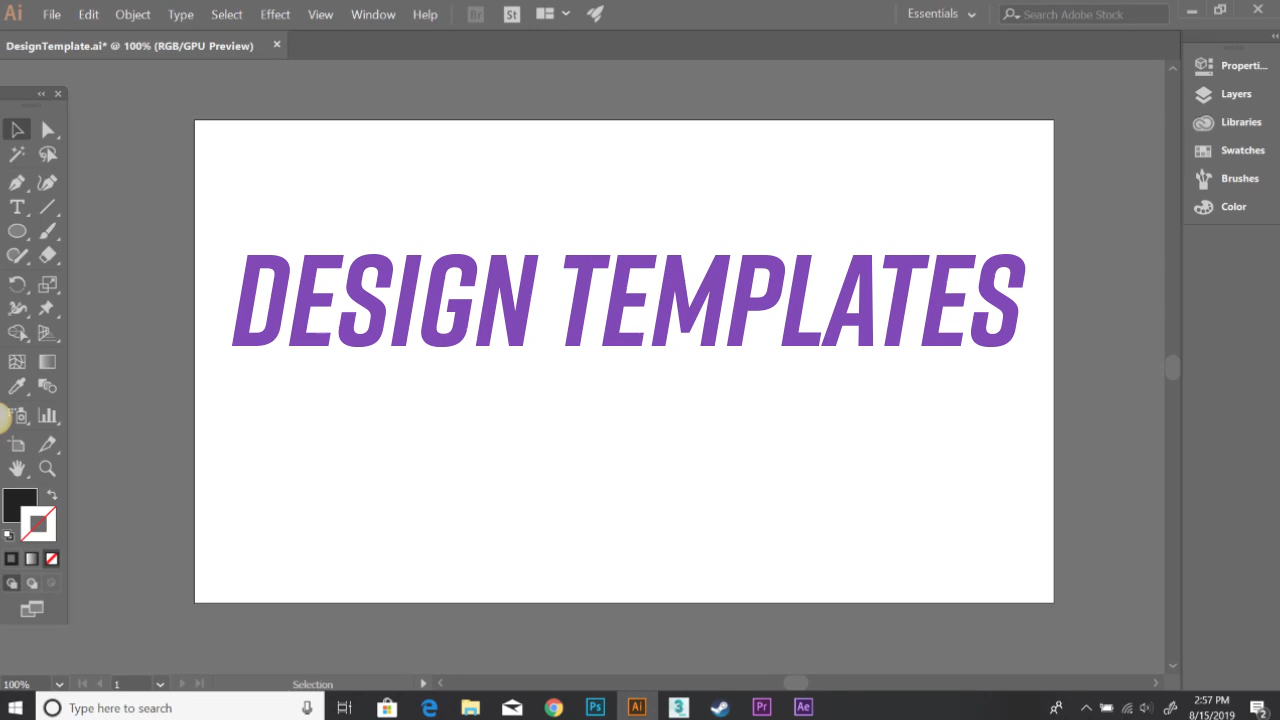 Ai File Edit Object Type Select Effect View Window Help Br St Essentials Search Adobe Stock
DesignTemplate.ai* @ 100% (RGB/GPU Preview)
Properti...
Layers
Libraries
Swatches
Brushes
Color
T
DESIGN TEMPLATES
100% 1 Selection
Type here to search Ps Ai 3 Pr Ae 2:57 PM
8/15/2019 2